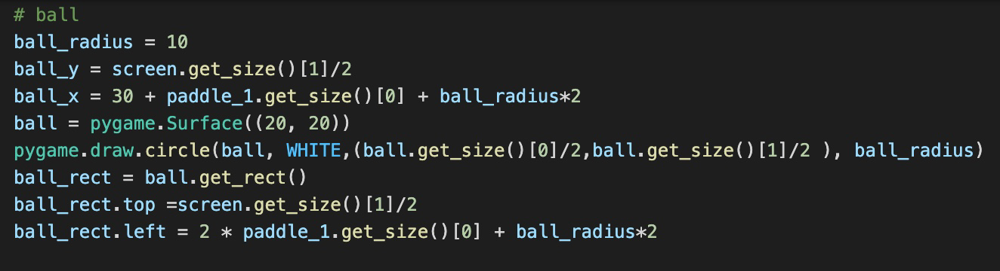 # ball
ball_radius = 10
ball_y = screen.get_size()[1]/2
ball_x = 30 + paddle_1.get_size()[0] + ball_radius*2
ball = pygame.Surface((20, 20))
pygame.draw.circle(ball, WHITE,(ball.get_size()[0]/2,ball.get_size()[1]/2 ), ball_radius)
ball_rect = ball.get_rect()
ball_rect.top =screen.get_size()[1]/2
ball_rect.left = 2 * paddle_1.get_size()[0] + ball_radius*2